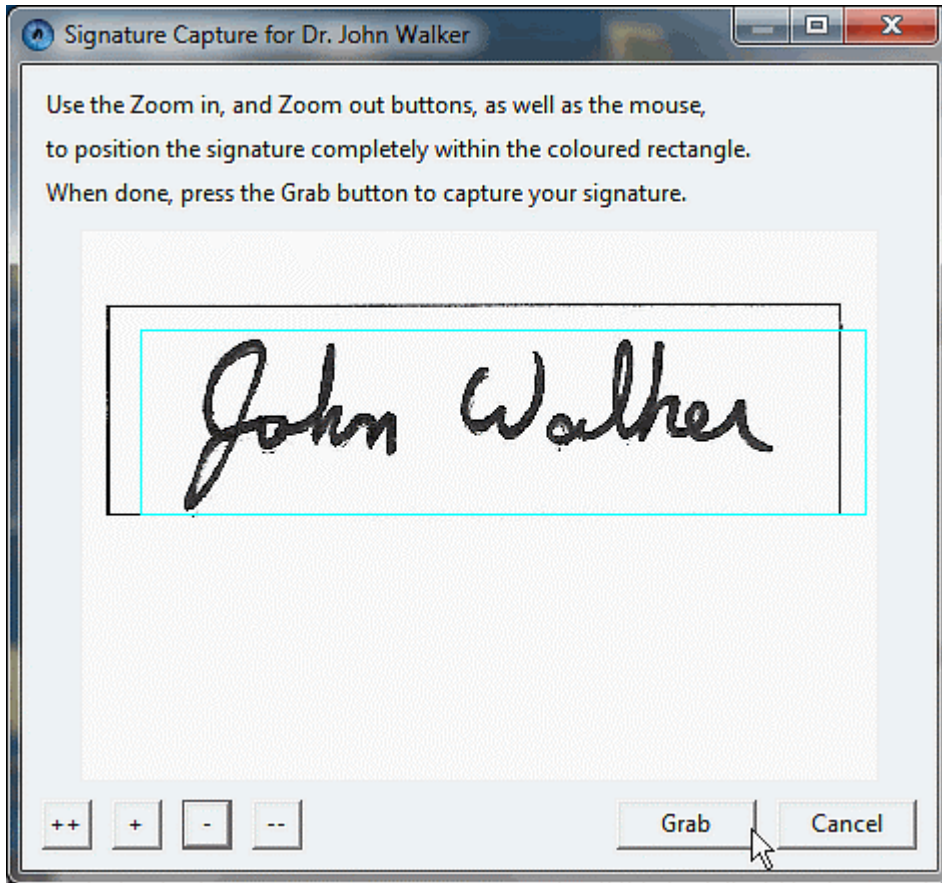 Signature Capture for Dr. John Walker
Use the Zoom in, and Zoom out buttons, as well as the mouse,
to position the signature completely within the coloured rectangle.
When done, press the Grab button to capture your signature.
John Walker
++ + - -- Grab Cancel